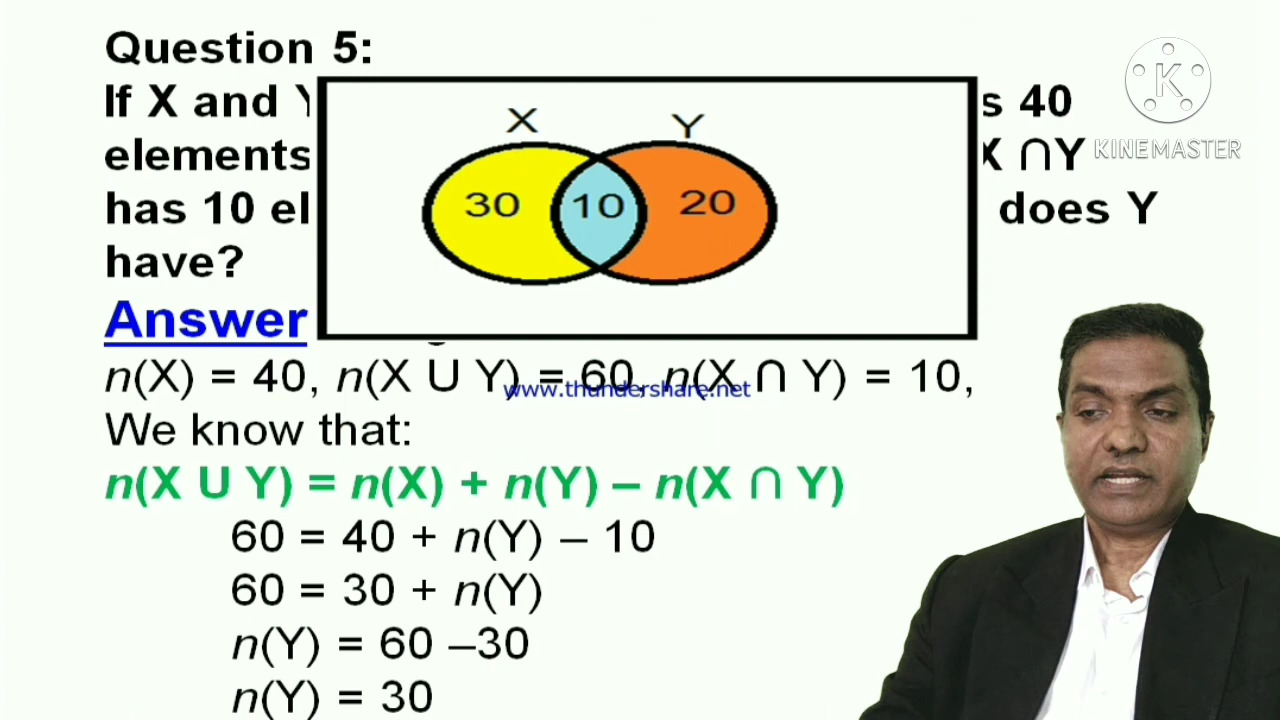 Question 5:
If X and
s 40
elements
X ∩Y
has 10 el
does Y
have?
Answer
n(X) = 40, n(X U Y) = 60, n(X ∩ Y) = 10,
We know that:
n(X U Y) = n(X) + n(Y) – n(X ∩ Y)
60 = 40 + n(Y) – 10
60 = 30 + n(Y)
n(Y) = 60 –30
n(Y) = 30
X Y
30 10 20
K
KINEMASTER
www.thundershare.net